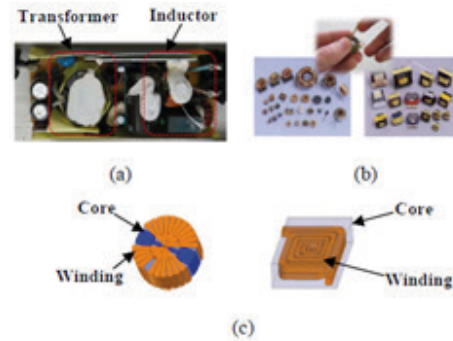 Transformer Inductor
(a)
(b)
Core
Winding
Core
Winding
(c)